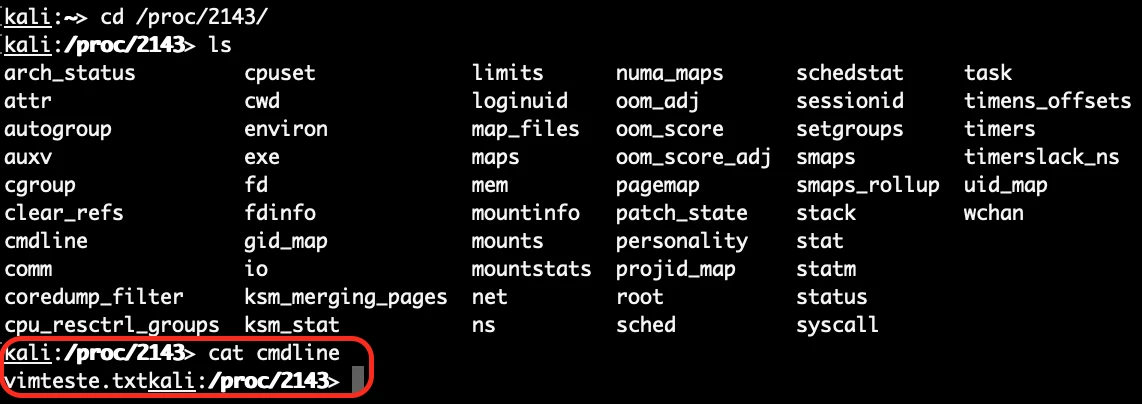 kali:~> cd /proc/2143/
kali:/proc/2143> ls
arch_status cpuset limits numa_maps schedstat task
attr cwd loginuid oom_adj sessionid timens_offsets
autogroup environ map_files oom_score setgroups timers
auxv exe maps oom_score_adj smaps timerslack_ns
cgroup fd mem pagemap smaps_rollup uid_map
clear_refs fdinfo mountinfo patch_state stack wchan
cmdline gid_map mounts personality stat
comm io mountstats projid_map statm
coredump_filter ksm_merging_pages net root status
cpu_resctrl_groups ksm_stat ns sched syscall
kali:/proc/2143> cat cmdline
vimteste.txtkali:/proc/2143>